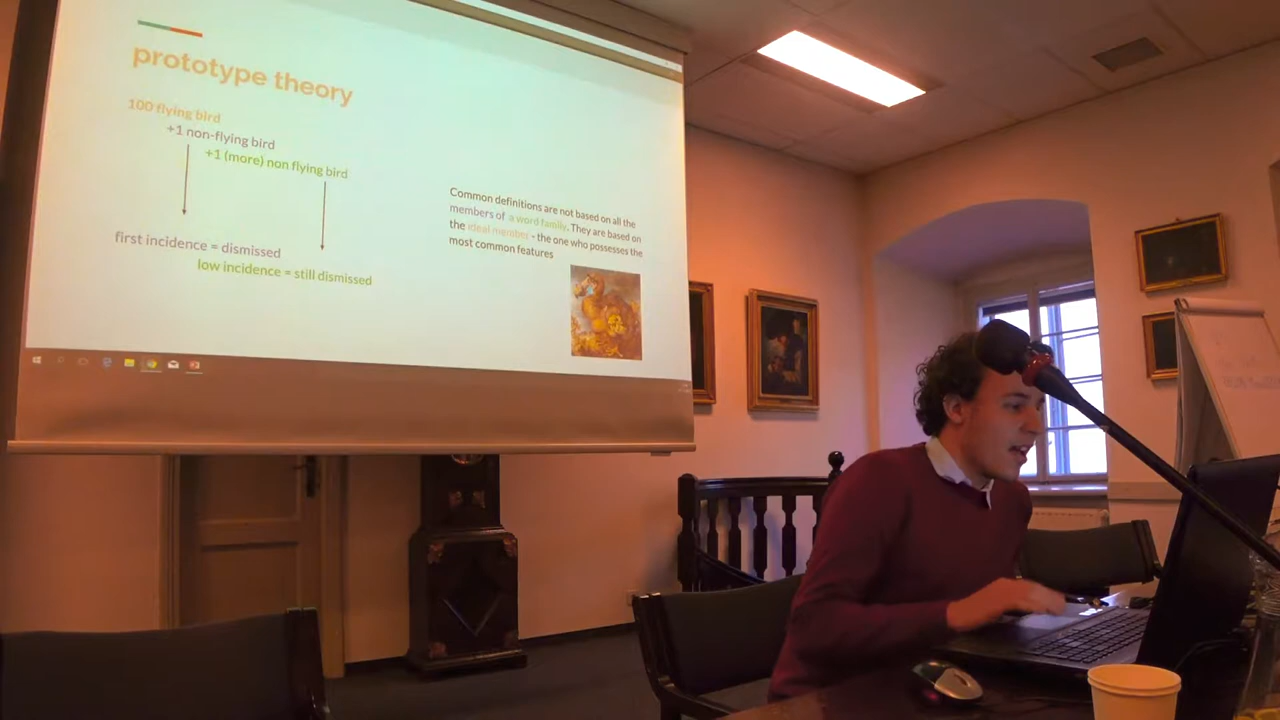 prototype theory
100 flying bird
+1 non-flying bird
+1 (more) non flying bird
first incidence = dismissed
low incidence = still dismissed
Common definitions are not based on all the
members of a word family. They are based on
the ideal member - the one who possesses the
most common features